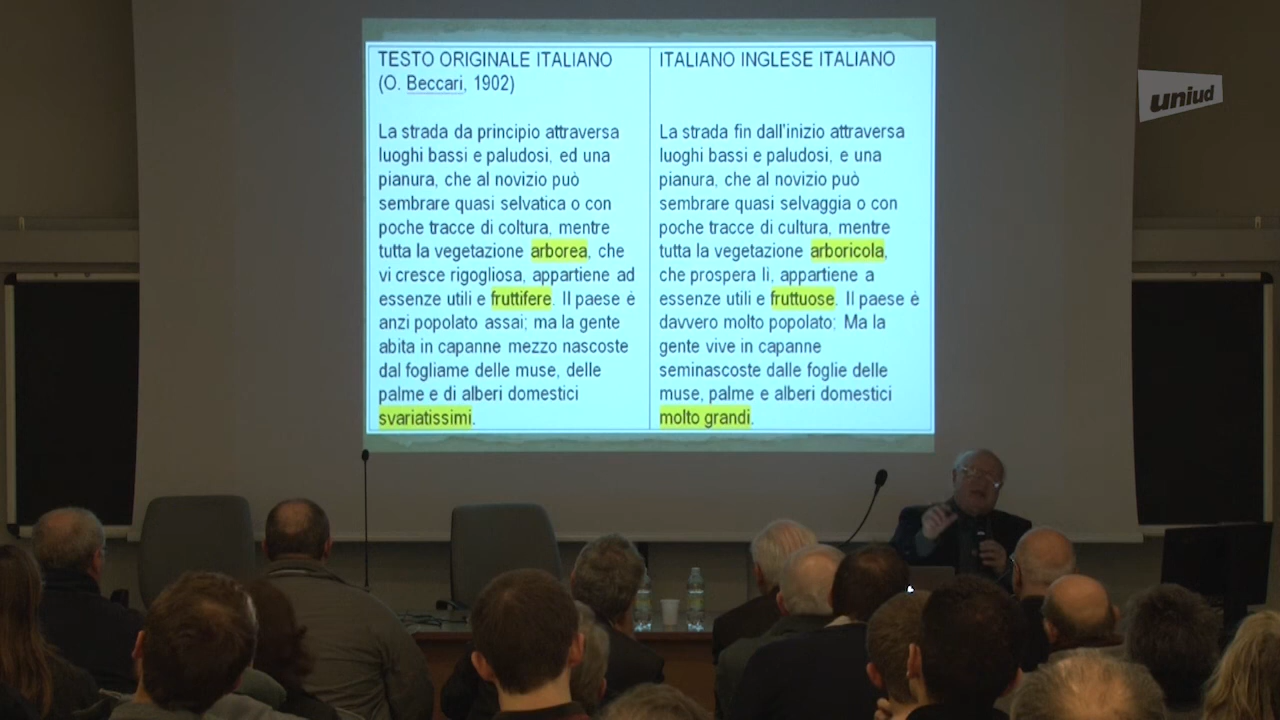 TESTO ORIGINALE ITALIANO
(O. Beccari, 1902)
La strada da principio attraversa
luoghi bassi e paludosi, ed una
pianura, che al novizio può
sembrare quasi selvatica o con
poche tracce di coltura, mentre
tutta la vegetazione arborea, che
vi cresce rigogliosa, appartiene ad
essenze utili e fruttifere. Il paese è
anzi popolato assai; ma la gente
abita in capanne mezzo nascoste
dal fogliame delle muse, delle
palme e di alberi domestici
svariatissimi.
ITALIANO INGLESE ITALIANO
La strada fin dall'inizio attraversa
luoghi bassi e paludosi, e una
pianura, che al novizio può
sembrare quasi selvaggia o con
poche tracce di cultura, mentre
tutta la vegetazione arboricola,
che prospera lì, appartiene a
essenze utili e fruttuose. Il paese è
davvero molto popolato; Ma la
gente vive in capanne
seminascoste dalle foglie delle
muse, palme e alberi domestici
molto grandi.
uniud